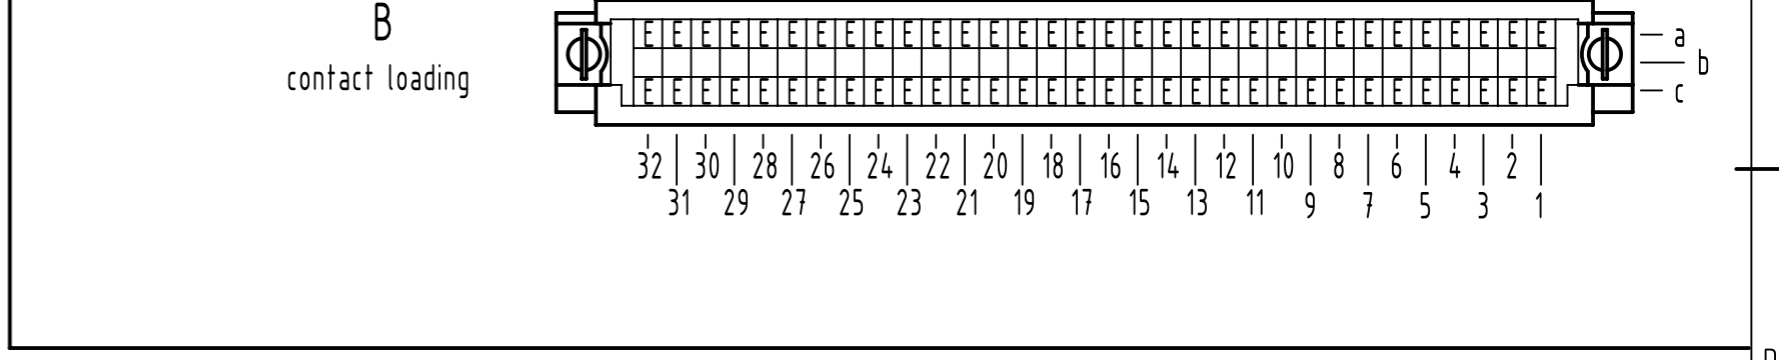 B
contact loading
E E E E E E E E E E E E E E E E E E E E E E E E E E E E E E E E
a
b
E E E E E E E E E E E E E E E E E E E E E E E E E E E E E E E E
c
32 30 28 26 24 22 20 18 16 14 12 10 8 6 4 2
31 29 27 25 23 21 19 17 15 13 11 9 7 5 3 1